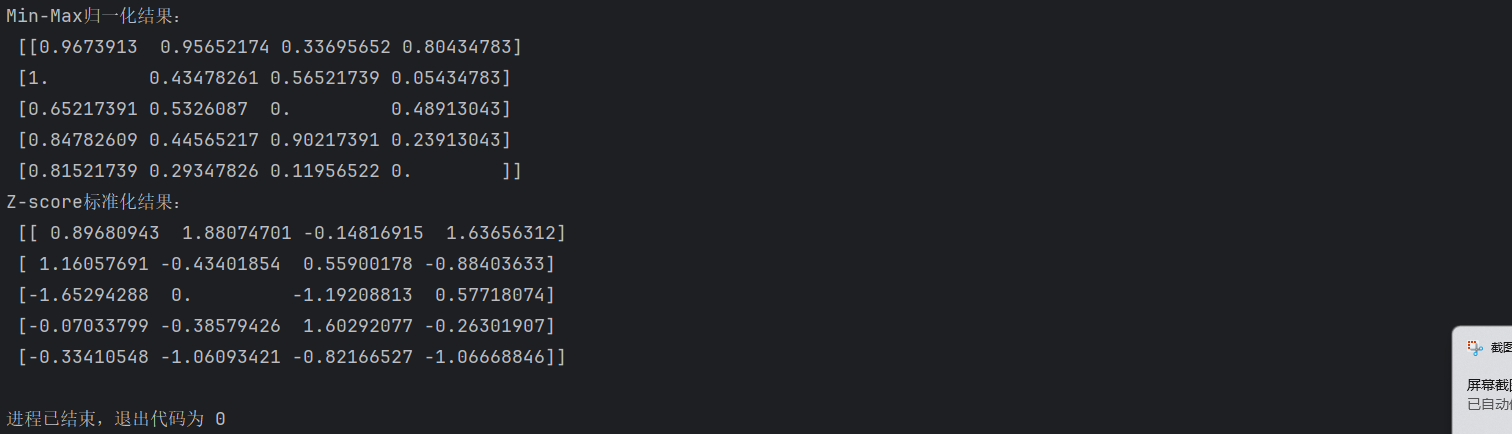 Min-Max归一化结果:
[[0.9673913  0.95652174 0.33695652 0.80434783]
[1.         0.43478261 0.56521739 0.05434783]
[0.65217391 0.5326087  0.         0.48913043]
[0.84782609 0.44565217 0.90217391 0.23913043]
[0.81521739 0.29347826 0.11956522 0.        ]]
Z-score标准化结果:
[[ 0.89680943  1.88074701 -0.14816915  1.63656312]
[ 1.16057691 -0.43401854  0.55900178 -0.88403633]
[-1.65294288  0.         -1.19208813  0.57718074]
[-0.07033799 -0.38579426  1.60292077 -0.26301907]
[-0.33410548 -1.06093421 -0.82166527 -1.06668846]]
进程已结束，退出代码为 0
截图
屏幕截图
已自动